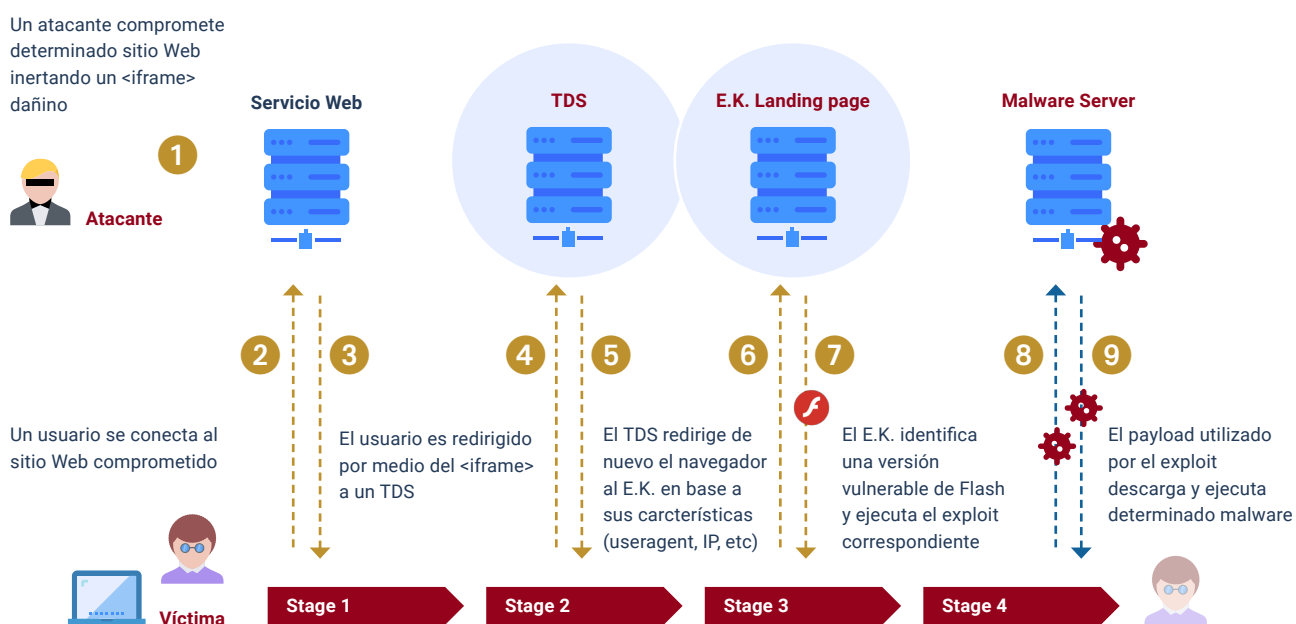 Un atacante compromete
determinado sitio Web
inertando un <iframe>
dañino
1
Atacante
Servicio Web
TDS
E.K. Landing page
Malware Server
2
3
4
5
6
7
8
9
Un usuario se conecta al
sitio Web comprometido
El usuario es redirigido
por medio del <iframe>
a un TDS
El TDS redirige de
nuevo el navegador
al E.K. en base a
sus carcterísticas
(useragent, IP, etc)
El E.K. identifica
una versión
vulnerable de Flash
y ejecuta el exploit
correspondiente
El payload utilizado
por el exploit
descarga y ejecuta
determinado malware
Víctima
Stage 1
Stage 2
Stage 3
Stage 4